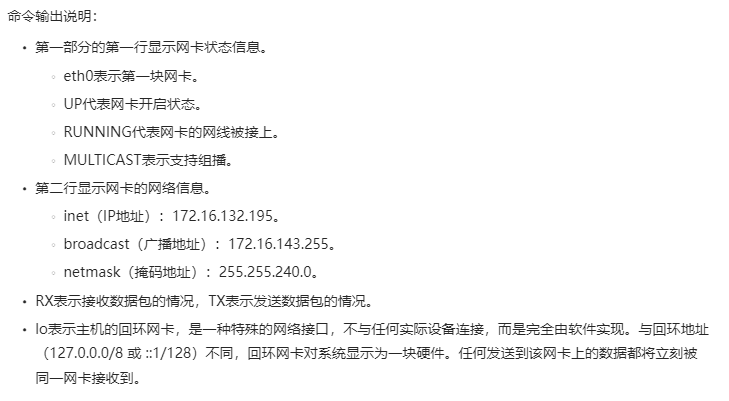 命令输出说明：
• 第一部分的第一行显示网卡状态信息。
◦ eth0表示第一块网卡。
◦ UP代表网卡开启状态。
◦ RUNNING代表网卡的网线被接上。
◦ MULTICAST表示支持组播。
• 第二行显示网卡的网络信息。
◦ inet（IP地址）：172.16.132.195。
◦ broadcast（广播地址）：172.16.143.255。
◦ netmask（掩码地址）：255.255.240.0。
• RX表示接收数据包的情况，TX表示发送数据包的情况。
• lo表示主机的回环网卡，是一种特殊的网络接口，不与任何实际设备连接，而是完全由软件实现。与回环地址
（127.0.0.0/8 或 ::1/128）不同，回环网卡对系统显示为一块硬件。任何发送到该网卡上的数据都将立刻被
同一网卡接收到。